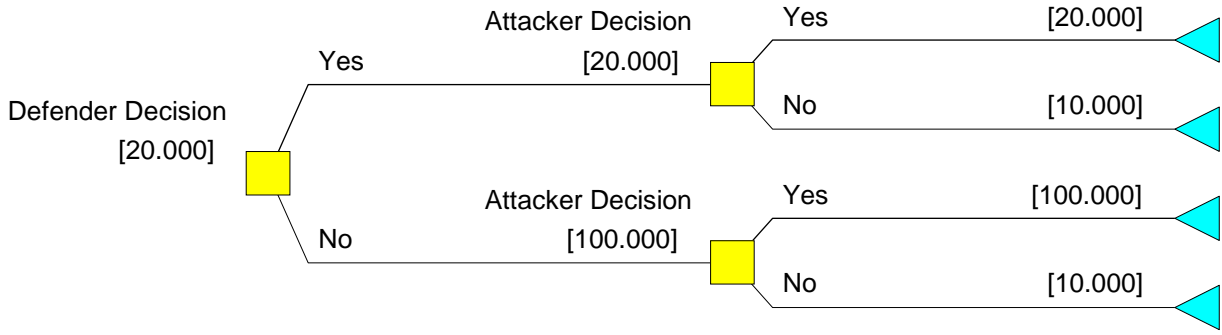 Attacker Decision
Yes [20.000]
Yes [20.000]
No [10.000]
Defender Decision
[20.000]
Attacker Decision
Yes [100.000]
No [100.000]
No [10.000]